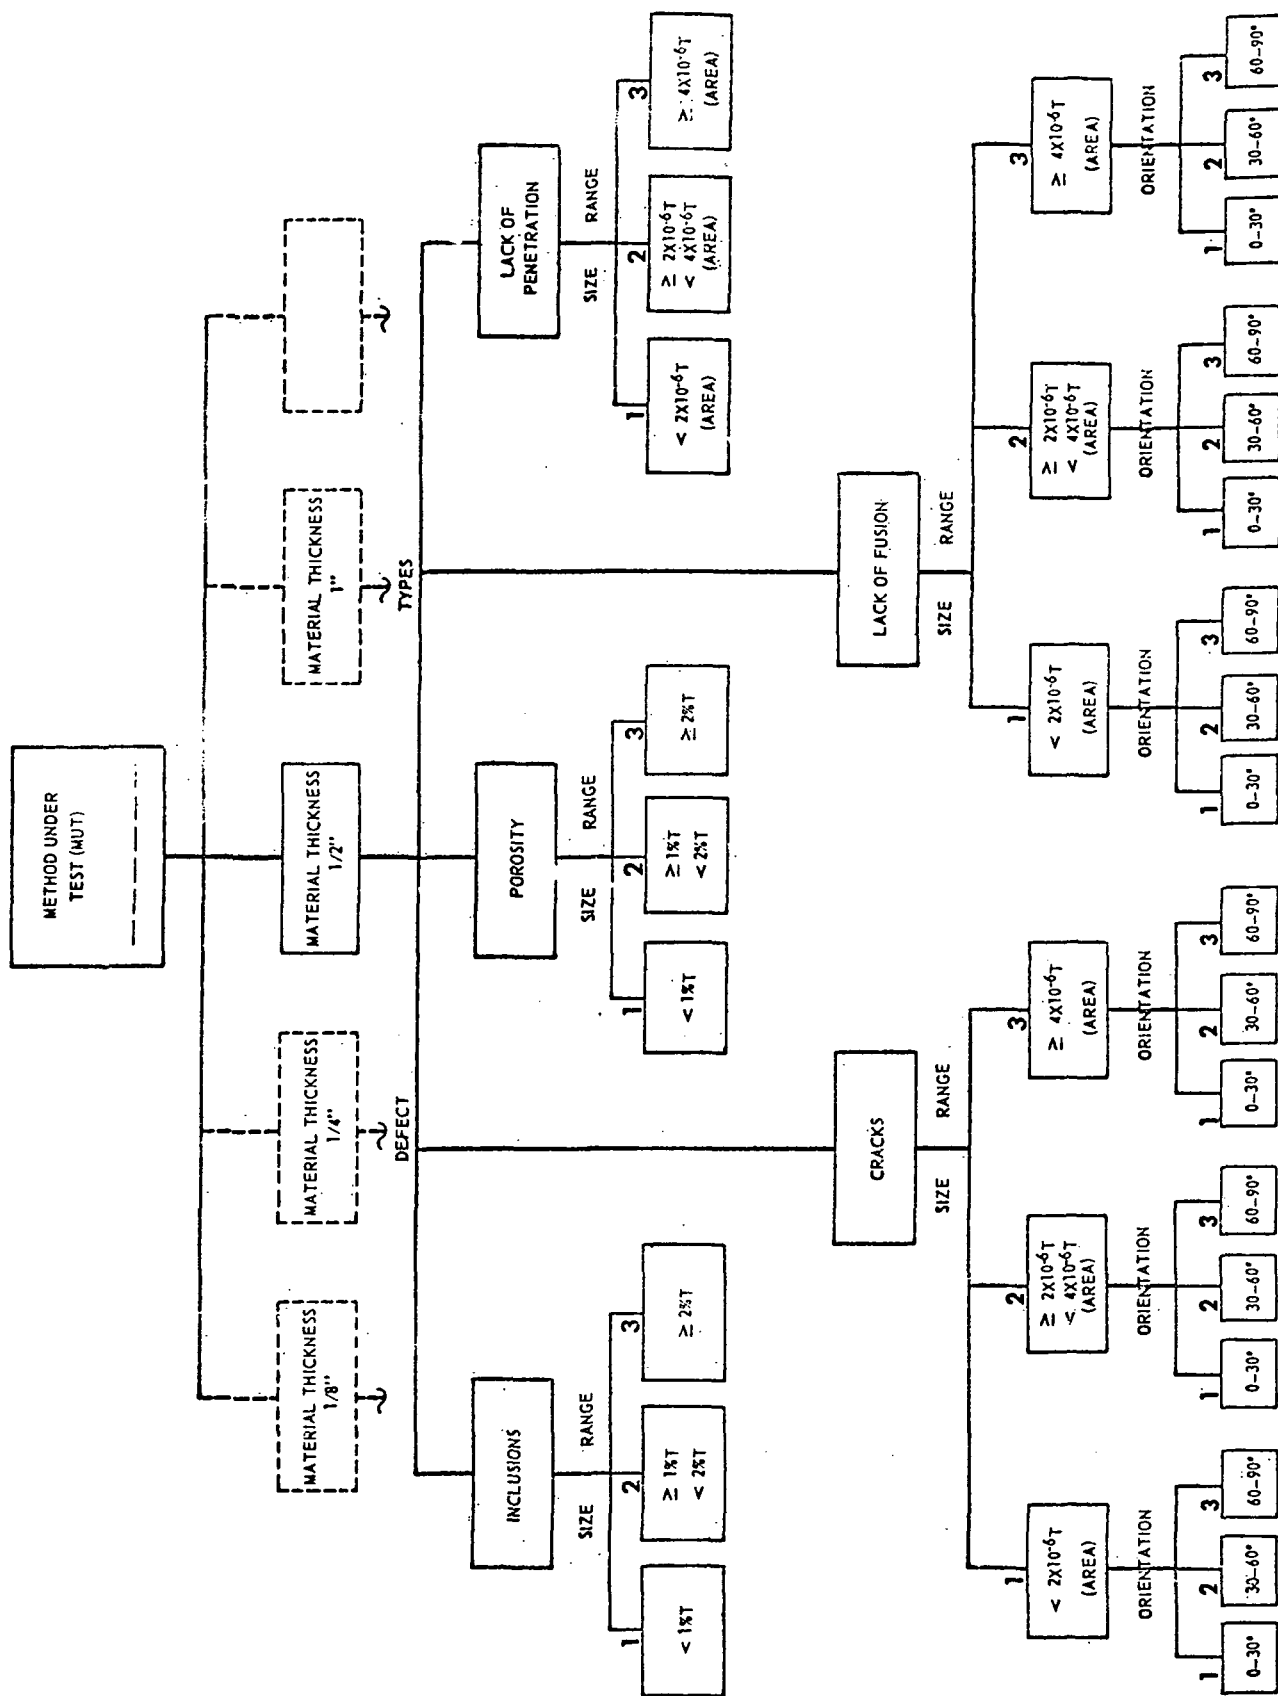 METHOD UNDER
TEST (MUT)
MATERIAL THICKNESS
1/8"
MATERIAL THICKNESS
1/4"
MATERIAL THICKNESS
1/2"
MATERIAL THICKNESS
1"
DEFECT
TYPES
INCLUSIONS
SIZE RANGE
1
< 1%T
2
≥ 1%T
< 2%T
3
≥ 2%T
POROSITY
SIZE RANGE
1
< 1%T
2
≥ 1%T
< 2%T
3
≥ 2%T
LACK OF
PENETRATION
SIZE RANGE
1
< 2X10-6T
(AREA)
2
≥ 2X10-6T
< 4X10-6T
(AREA)
3
≥ 4X10-6T
(AREA)
CRACKS
SIZE RANGE
1
< 2X10-6T
(AREA)
ORIENTATION
1
0-30°
2
30-60°
3
60-90°
2
≥ 2X10-6T
< 4X10-6T
(AREA)
ORIENTATION
1
0-30°
2
30-60°
3
60-90°
3
≥ 4X10-6T
(AREA)
ORIENTATION
1
0-30°
2
30-60°
3
60-90°
LACK OF FUSION
SIZE RANGE
1
< 2X10-6T
(AREA)
ORIENTATION
1
0-30°
2
30-60°
3
60-90°
2
≥ 2X10-6T
< 4X10-6T
(AREA)
ORIENTATION
1
0-30°
2
30-60°
3
60-90°
3
≥ 4X10-6T
(AREA)
ORIENTATION
1
0-30°
2
30-60°
3
60-90°